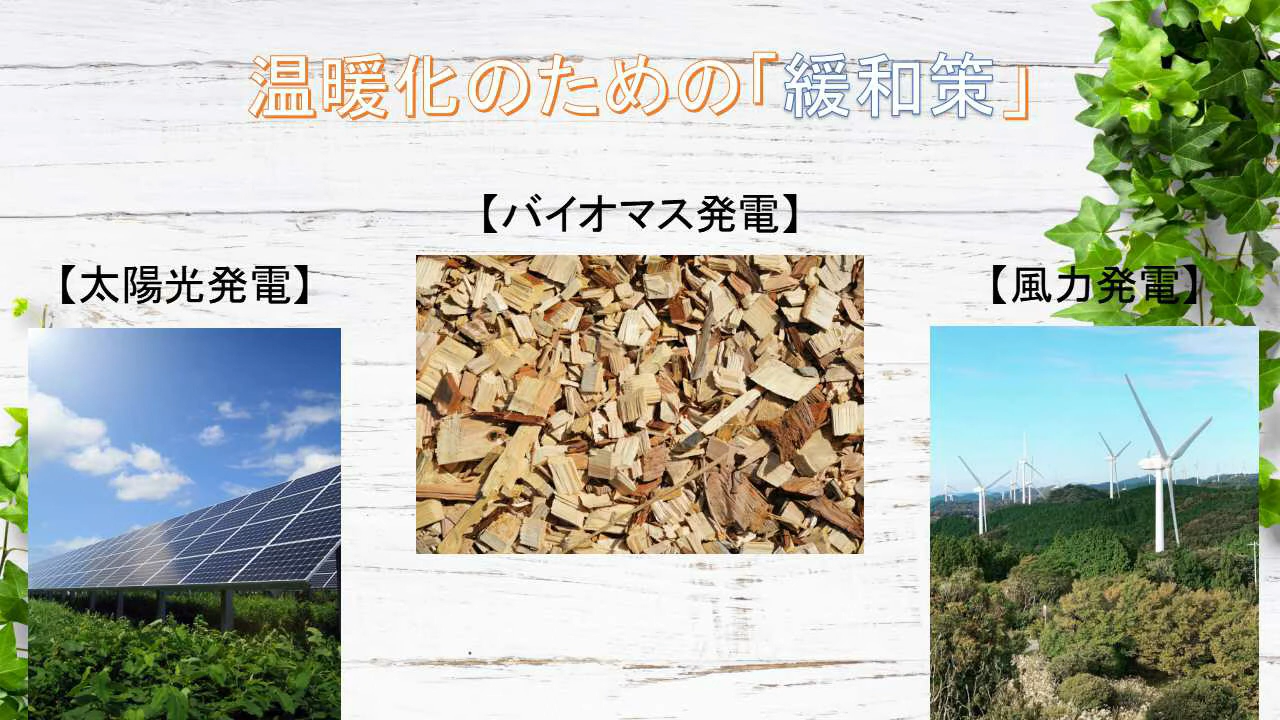 温暖化のための「緩和策」
【バイオマス発電】
【太陽光発電】
【風力発電】